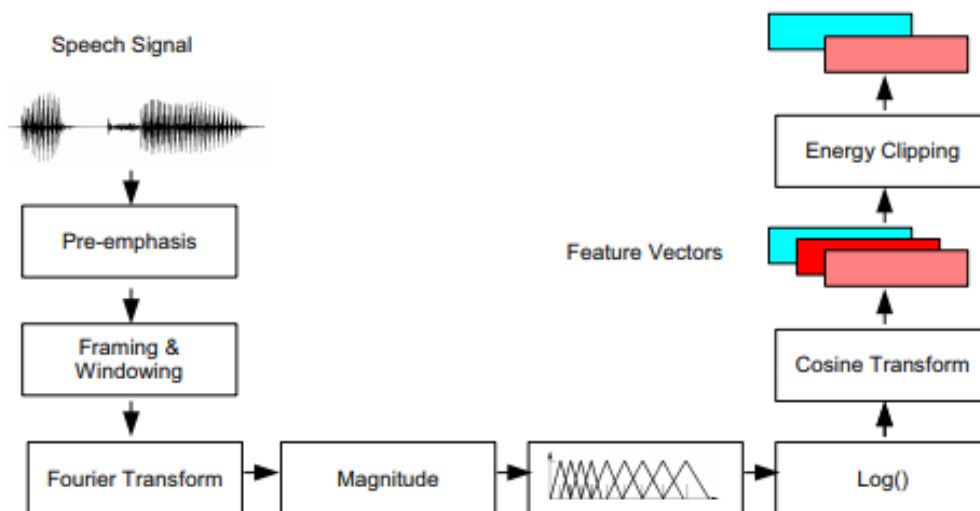 Speech Signal
Pre-emphasis
Framing &
Windowing
Fourier Transform
Magnitude
Log()
Cosine Transform
Feature Vectors
Energy Clipping